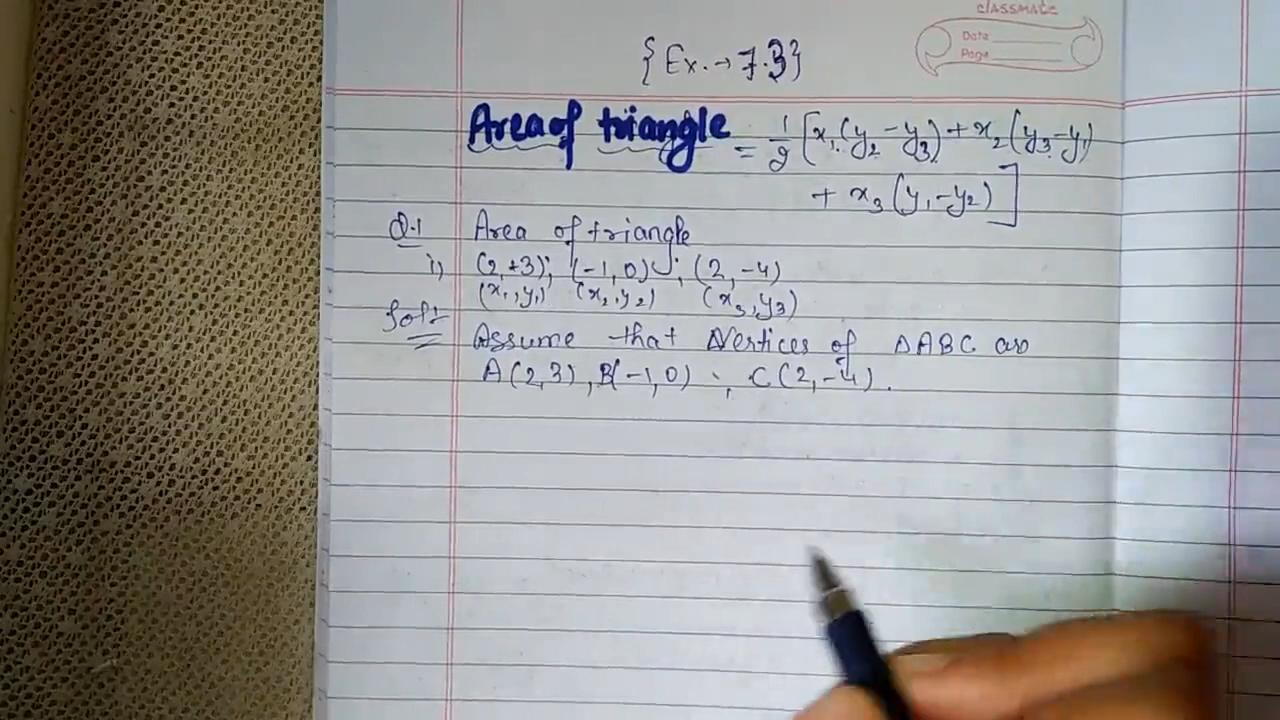 classmate
Date
Page
{Ex. → 7.3}
Area of triangle = 1/2 [x₁(y₂ - y₃) + x₂(y₃ - y₁)
+ x₃(y₁ - y₂)]
Q.1 Area of triangle
i) (2, +3); (-1, 0); (2, -4)
(x₁, y₁) (x₂, y₂) (x₃, y₃)
Sol:- Assume that Vertices of ΔABC are
A(2,3), B(-1,0), C(2,-4).